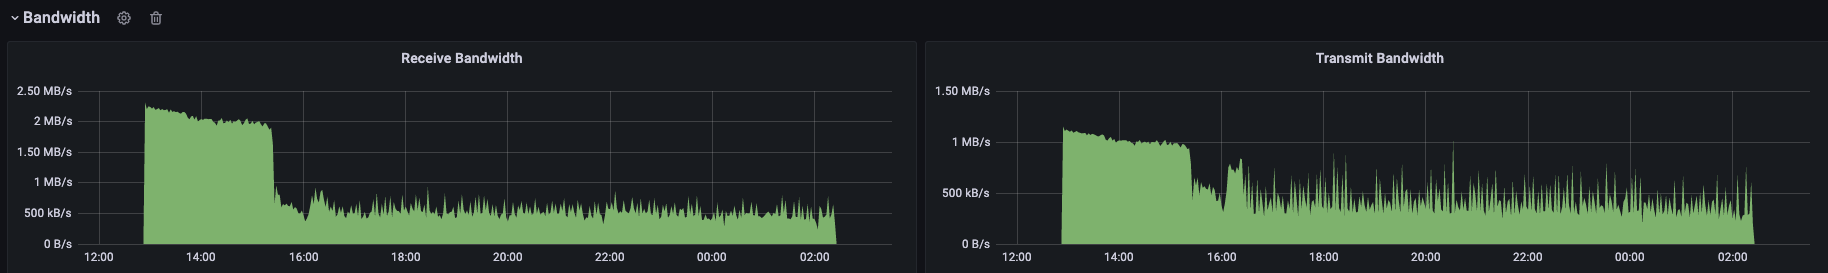 Bandwidth
Receive Bandwidth
2.50 MB/s
2 MB/s
1.50 MB/s
1 MB/s
500 kB/s
0 B/s
12:00 14:00 16:00 18:00 20:00 22:00 00:00 02:00
Transmit Bandwidth
1.50 MB/s
1 MB/s
500 kB/s
0 B/s
12:00 14:00 16:00 18:00 20:00 22:00 00:00 02:00